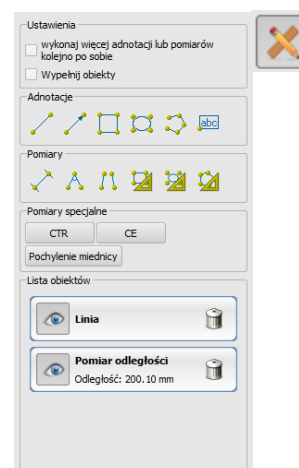 Ustawienia
wykonaj więcej adnotacji lub pomiarów
kolejno po sobie
Wypełnij obiekty
Adnotacje
abc
Pomiary
Pomiary specjalne
CTR CE
Pochylenie miednicy
Lista obiektów
Linia
Pomiar odległości
Odległość: 200.10 mm